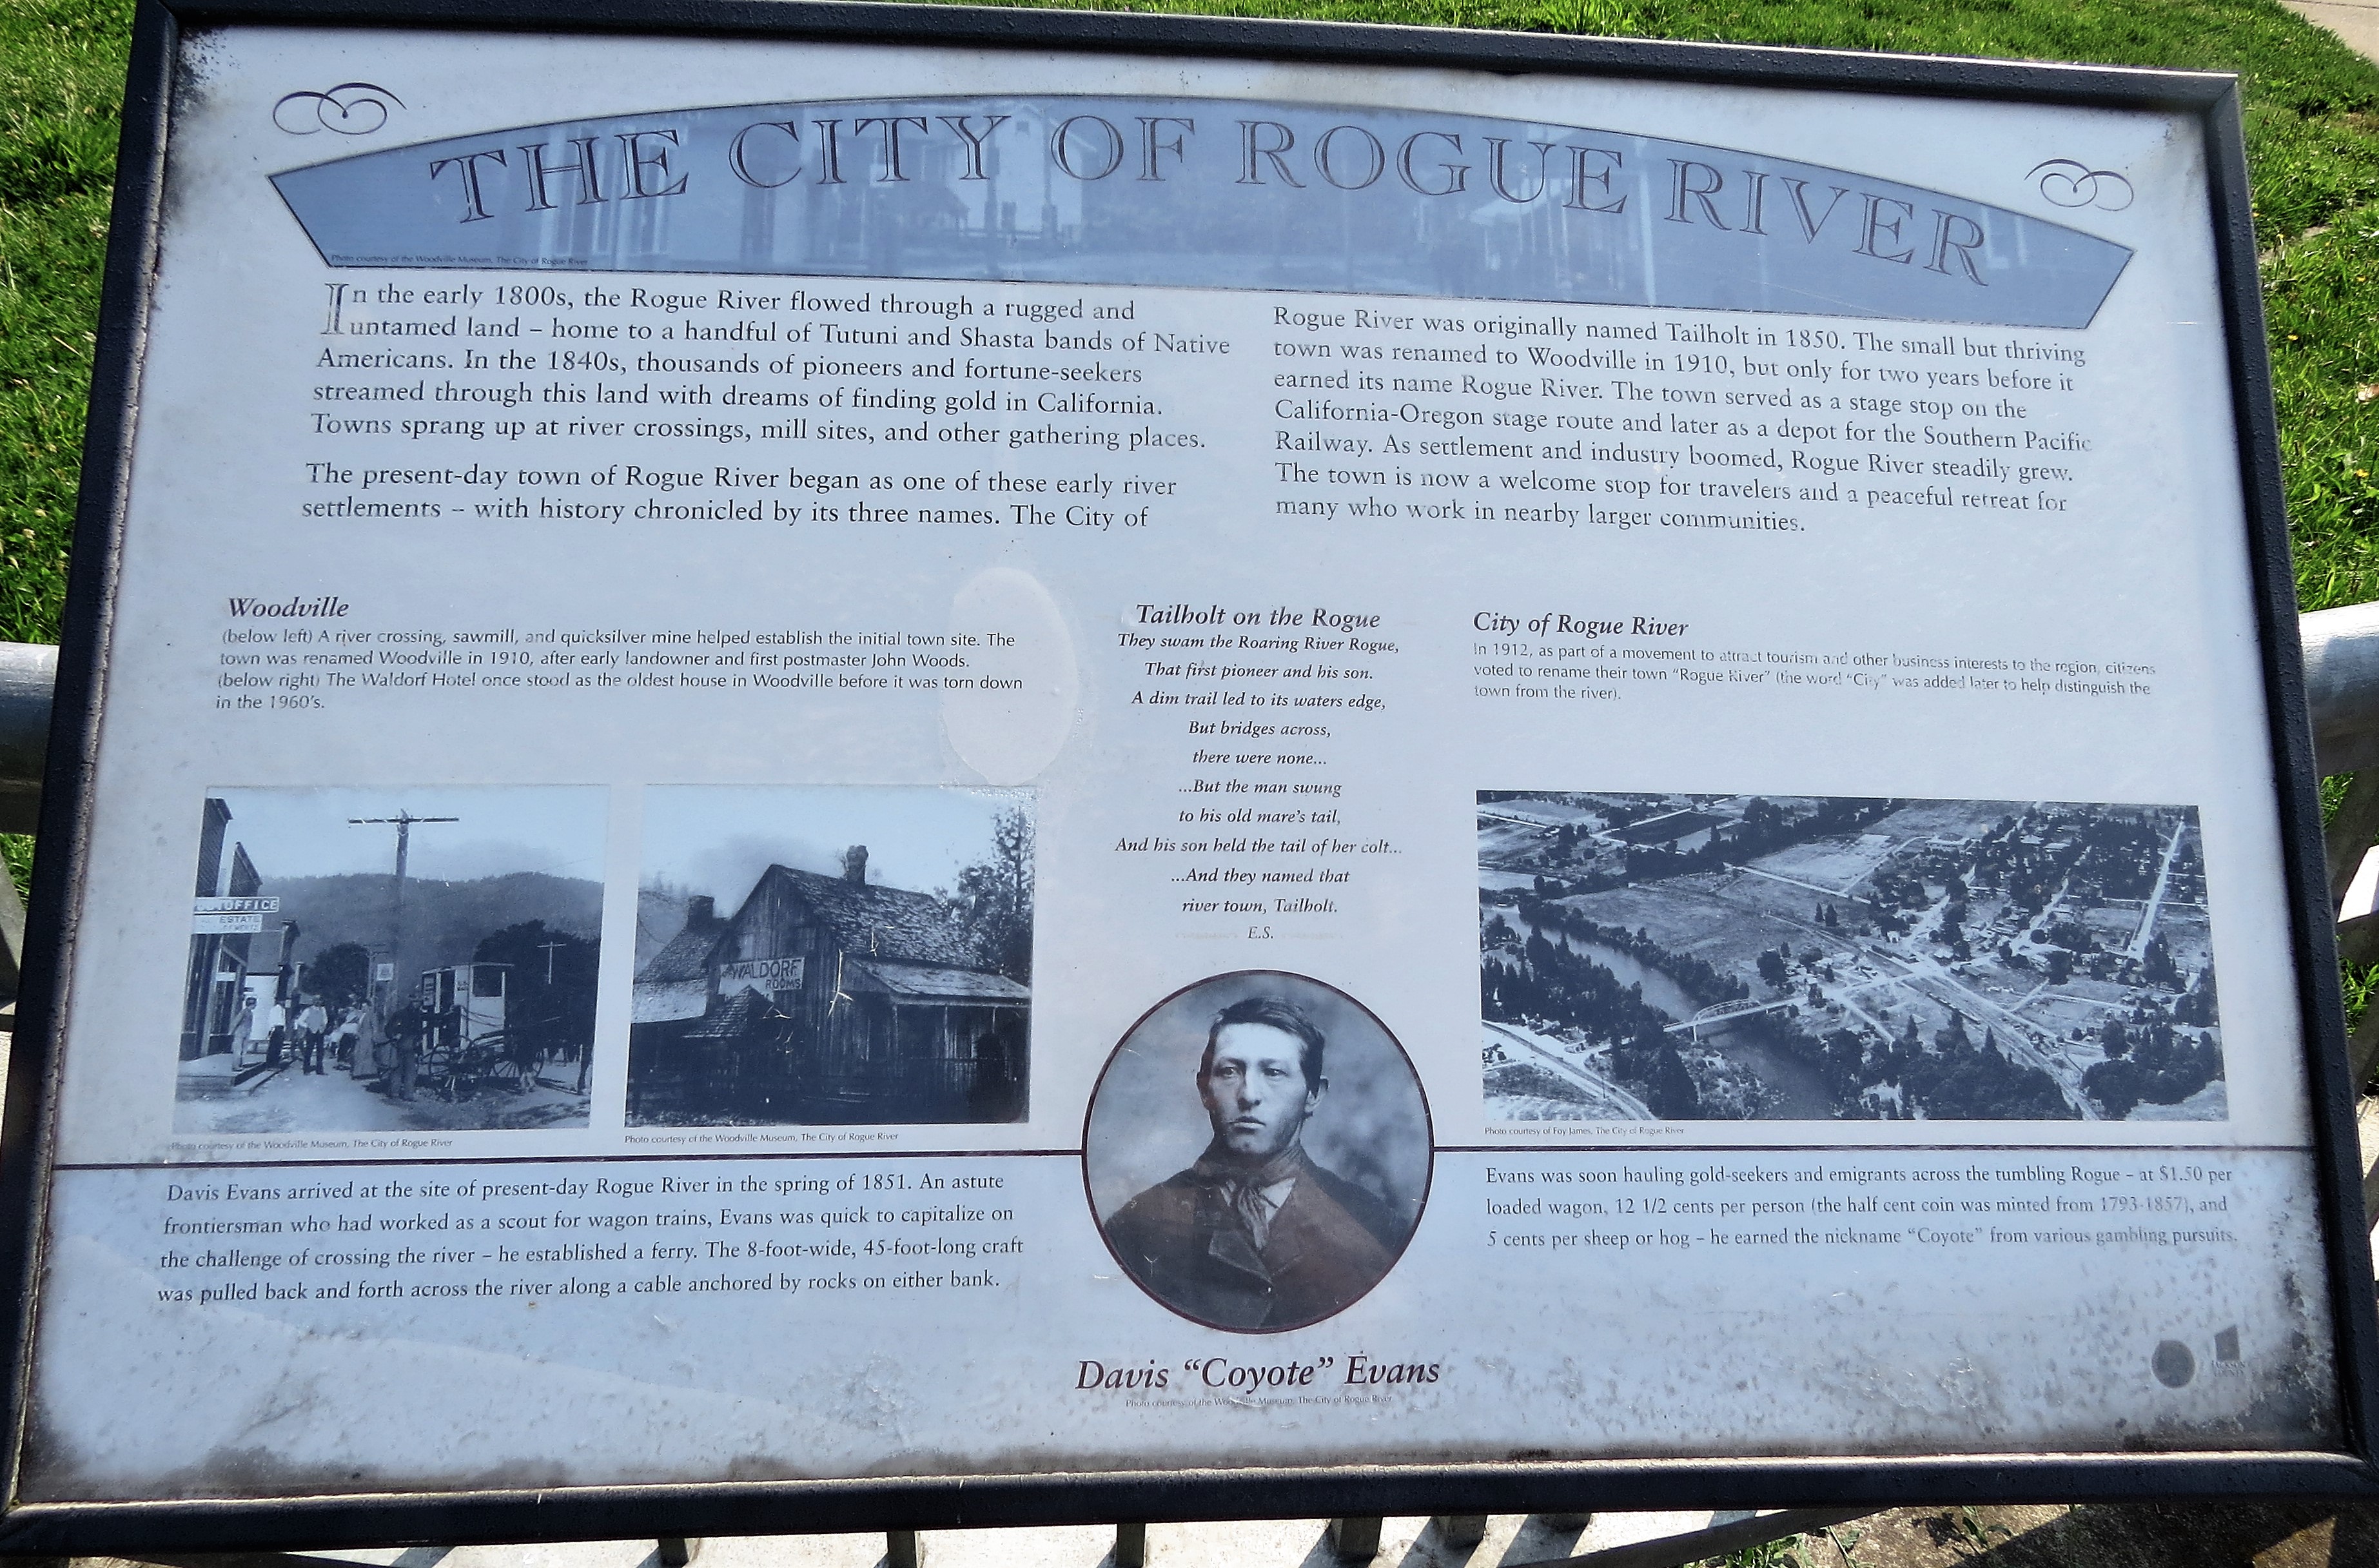 THE CITY OF ROGUE RIVER
Photo courtesy of the Woodville Museum, The City of Rogue River
In the early 1800s, the Rogue River flowed through a rugged and
untamed land – home to a handful of Tutuni and Shasta bands of Native
Americans. In the 1840s, thousands of pioneers and fortune-seekers
streamed through this land with dreams of finding gold in California.
Towns sprang up at river crossings, mill sites, and other gathering places.
The present-day town of Rogue River began as one of these early river
settlements – with history chronicled by its three names. The City of
Rogue River was originally named Tailholt in 1850. The small but thriving
town was renamed to Woodville in 1910, but only for two years before it
earned its name Rogue River. The town served as a stage stop on the
California-Oregon stage route and later as a depot for the Southern Pacific
Railway. As settlement and industry boomed, Rogue River steadily grew.
The town is now a welcome stop for travelers and a peaceful retreat for
many who work in nearby larger communities.
Woodville
(below left) A river crossing, sawmill, and quicksilver mine helped establish the initial town site. The
town was renamed Woodville in 1910, after early landowner and first postmaster John Woods.
(below right) The Waldorf Hotel once stood as the oldest house in Woodville before it was torn down
in the 1960's.
OFFICE
ESTATE
WALDORF
ROOMS
Photo courtesy of the Woodville Museum, The City of Rogue River
Photo courtesy of the Woodville Museum, The City of Rogue River
Tailholt on the Rogue
They swam the Roaring River Rogue,
That first pioneer and his son.
A dim trail led to its waters edge,
But bridges across,
there were none...
...But the man swung
to his old mare's tail,
And his son held the tail of her colt...
...And they named that
river town, Tailholt.
E.S.
City of Rogue River
In 1912, as part of a movement to attract tourism and other business interests to the region, citizens
voted to rename their town "Rogue River" (the word "City" was added later to help distinguish the
town from the river).
Photo courtesy of Foy James, The City of Rogue River
Davis Evans arrived at the site of present-day Rogue River in the spring of 1851. An astute
frontiersman who had worked as a scout for wagon trains, Evans was quick to capitalize on
the challenge of crossing the river – he established a ferry. The 8-foot-wide, 45-foot-long craft
was pulled back and forth across the river along a cable anchored by rocks on either bank.
Evans was soon hauling gold-seekers and emigrants across the tumbling Rogue – at $1.50 per
loaded wagon, 12 1/2 cents per person (the half cent coin was minted from 1793-1857), and
5 cents per sheep or hog – he earned the nickname "Coyote" from various gambling pursuits.
Davis "Coyote" Evans
Photo courtesy of the Woodville Museum, The City of Rogue River